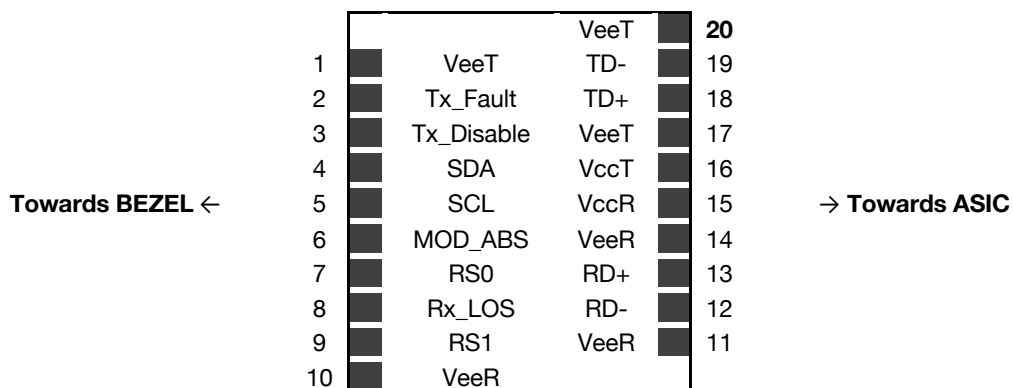 VeeT 20
1 VeeT TD- 19
2 Tx_Fault TD+ 18
3 Tx_Disable VeeT 17
4 SDA VccT 16
Towards BEZEL ← 5 SCL VccR 15 → Towards ASIC
6 MOD_ABS VeeR 14
7 RS0 RD+ 13
8 Rx_LOS RD- 12
9 RS1 VeeR 11
10 VeeR